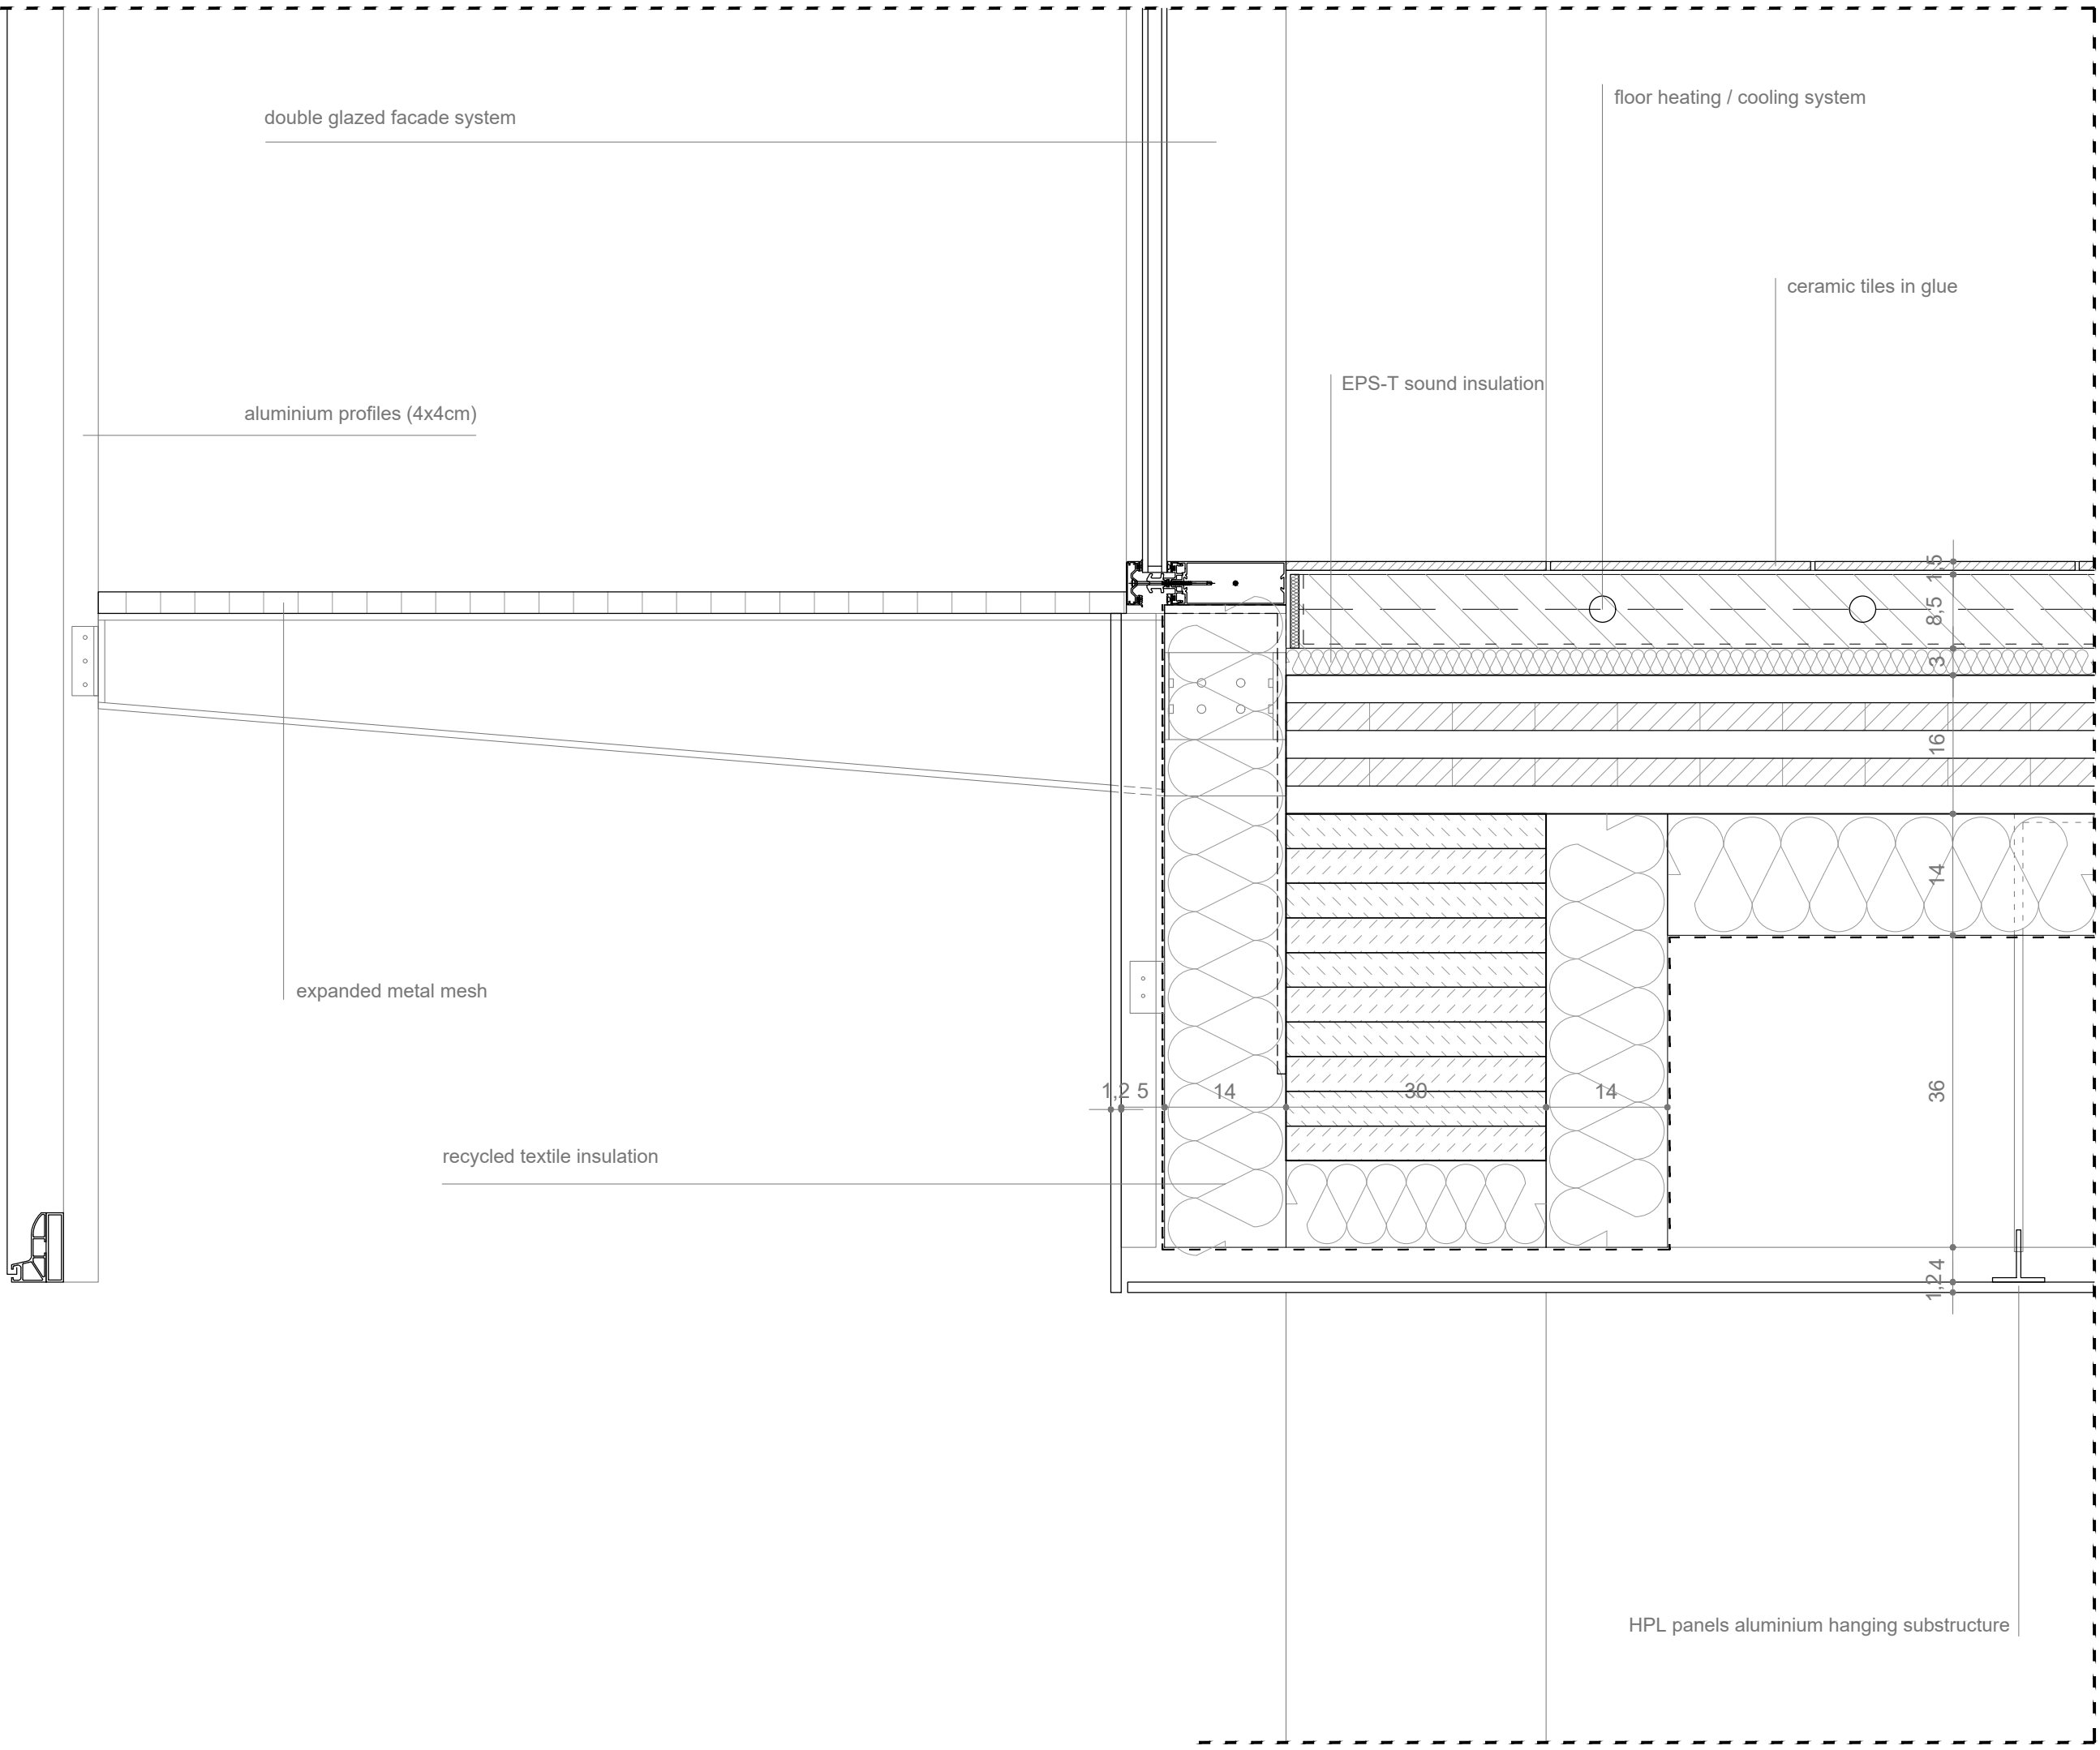 floor heating / cooling system
double glazed facade system
ceramic tiles in glue
EPS-T sound insulation
aluminium profiles (4x4cm)
1,5
8,5
3
16
14
expanded metal mesh
1,2 5 14 30 14
36
recycled textile insulation
4
1,2
HPL panels aluminium hanging substructure